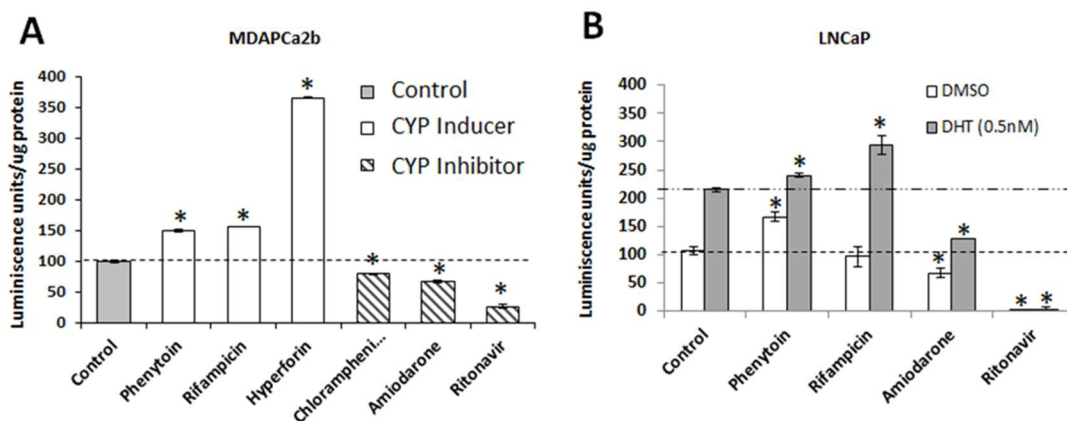 A
MDAPCa2b
Luminiscence units/ug protein
400
350
300
250
200
150
100
50
0
*
*
*
*
*
*
Control
CYP Inducer
CYP Inhibitor
Control
Phenytoin
Rifampicin
Hyperforin
Chlorampheni...
Amiodarone
Ritonavir
B
LNCaP
Luminiscence units/ug protein
400
350
300
250
200
150
100
50
0
*
*
*
*
*
*
*
DMSO
DHT (0.5nM)
Control
Phenytoin
Rifampicin
Amiodarone
Ritonavir